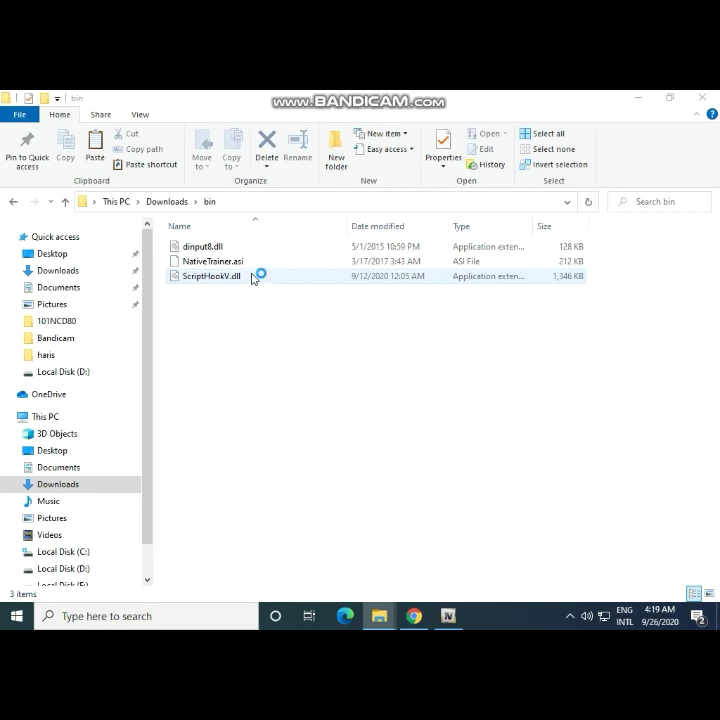 bin
www.BANDICAM.com
File Home Share View
Pin to Quick access
Copy
Paste
Cut
Copy path
Paste shortcut
Move to
Copy to
Delete
Rename
New folder
New item
Easy access
Properties
Open
Edit
History
Select all
Select none
Invert selection
Clipboard Organize New Open Select
This PC > Downloads > bin
Search bin
Name Date modified Type Size
dinput8.dll 5/1/2015 10:59 PM Application exten... 128 KB
NativeTrainer.asi 3/17/2017 3:43 AM ASI File 212 KB
ScriptHookV.dll 9/12/2020 12:05 AM Application exten... 1,346 KB
Quick access
Desktop
Downloads
Documents
Pictures
101NCD80
Bandicam
haris
Local Disk (D:)
OneDrive
This PC
3D Objects
Desktop
Documents
Downloads
Music
Pictures
Videos
Local Disk (C:)
Local Disk (D:)
3 items
Type here to search
IV
ENG
INTL
4:19 AM
9/26/2020
2